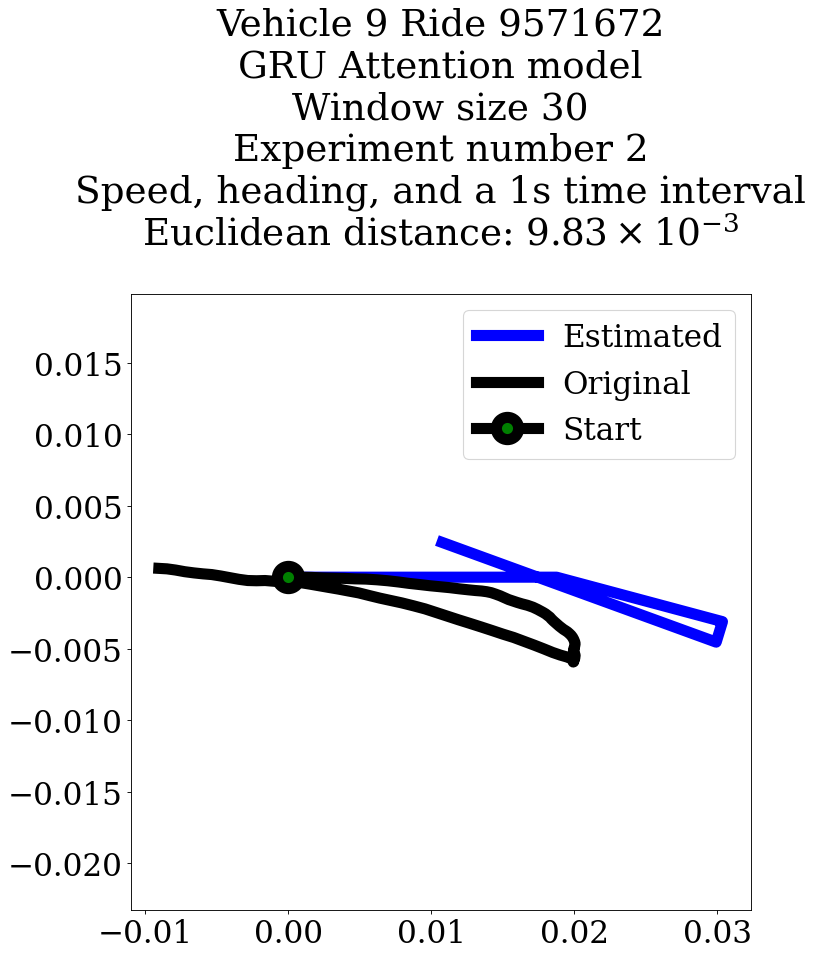 Vehicle 9 Ride 9571672
GRU Attention model
Window size 30
Experiment number 2
Speed, heading, and a 1s time interval
Euclidean distance: 9.83 × 10⁻³
Estimated
Original
Start
0.015
0.010
0.005
0.000
−0.005
−0.010
−0.015
−0.020
−0.01
0.00
0.01
0.02
0.03